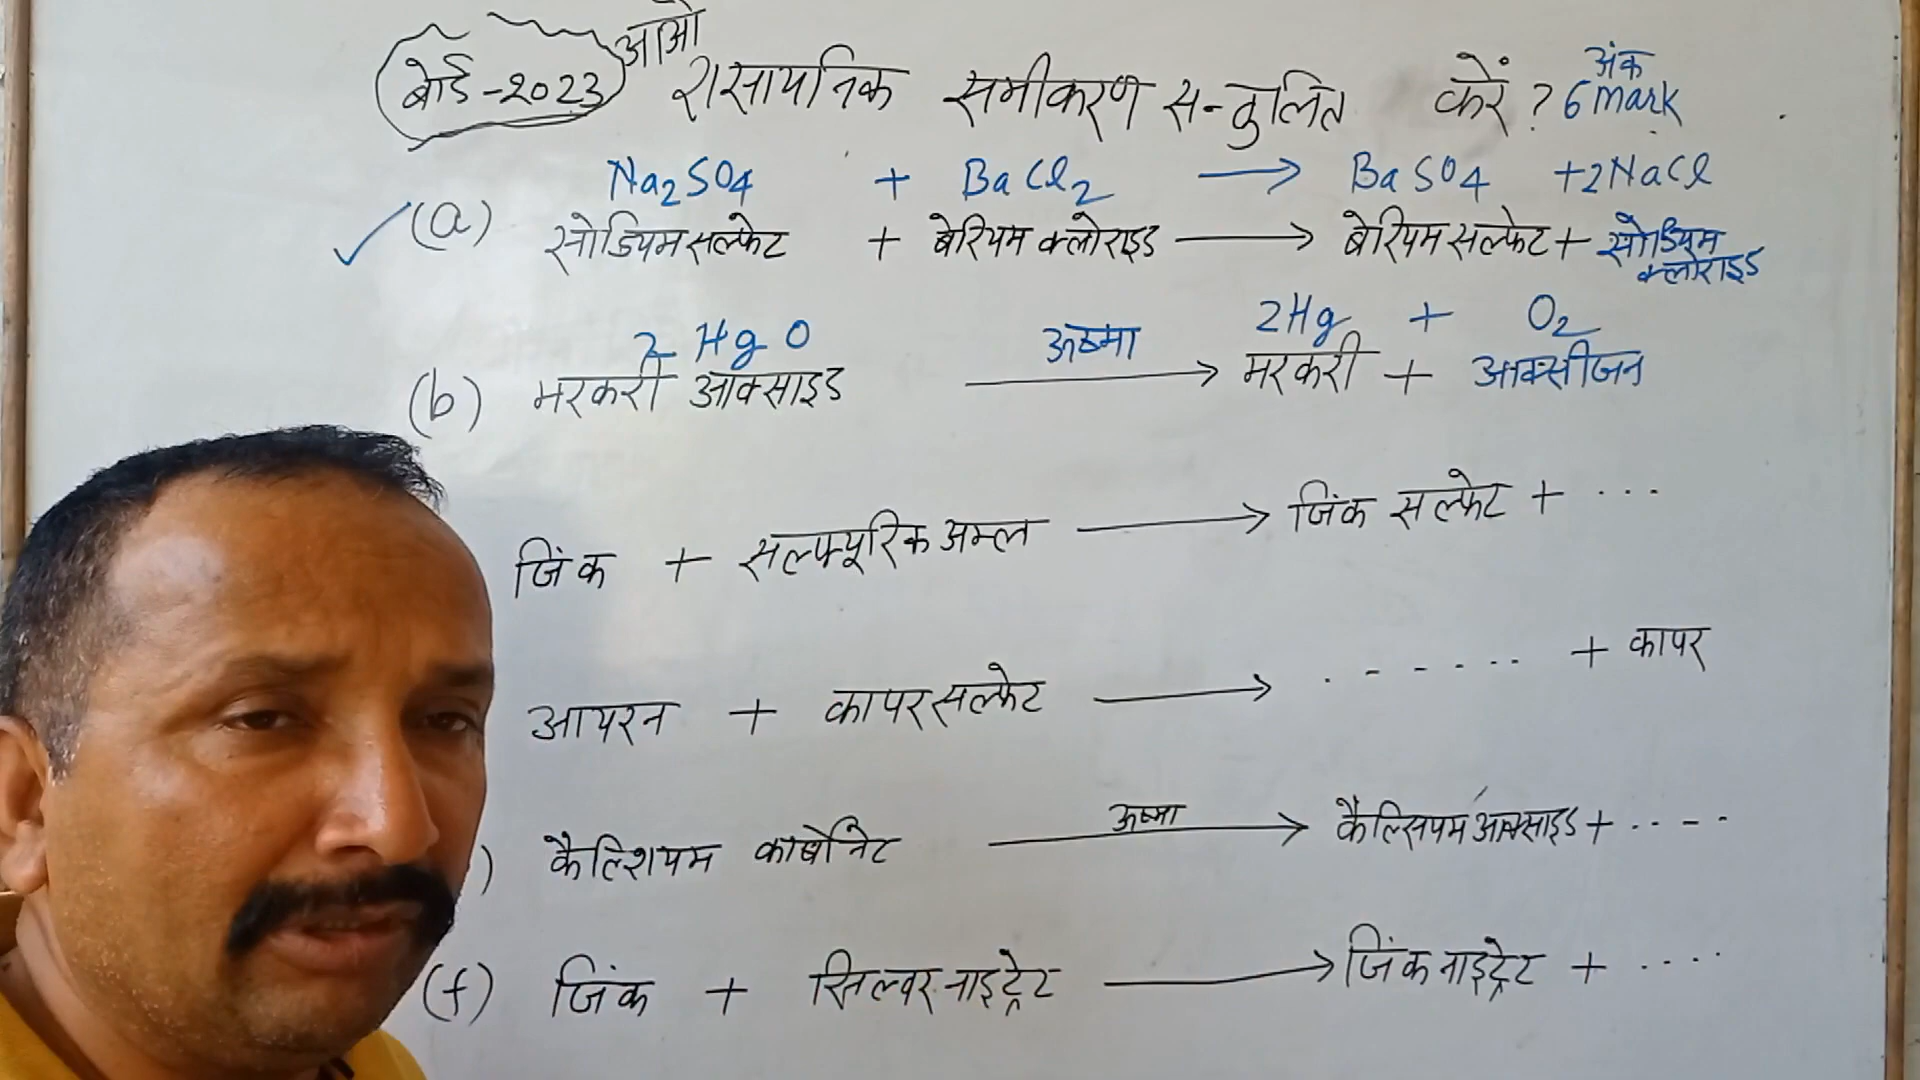 बोर्ड-2023 आओ रासायनिक समीकरण सन्तुलित करें ? 6 अंक mark
Na2SO4 + BaCl2 → BaSO4 + 2NaCl
(a) सोडियम सल्फेट + बेरियम क्लोराइड → बेरियम सल्फेट + सोडियम क्लोराइड
2HgO ऊष्मा 2Hg + O2
(b) मरकरी ऑक्साइड → मरकरी + आक्सीजन
जिंक + सल्फ्यूरिक अम्ल → जिंक सल्फेट + ...
आयरन + कापर सल्फेट → ....... + कापर
) कैल्शियम कार्बोनेट ऊष्मा → कैल्सियम आक्साइड + ....
(f) जिंक + सिल्वर नाइट्रेट → जिंक नाइट्रेट + ....